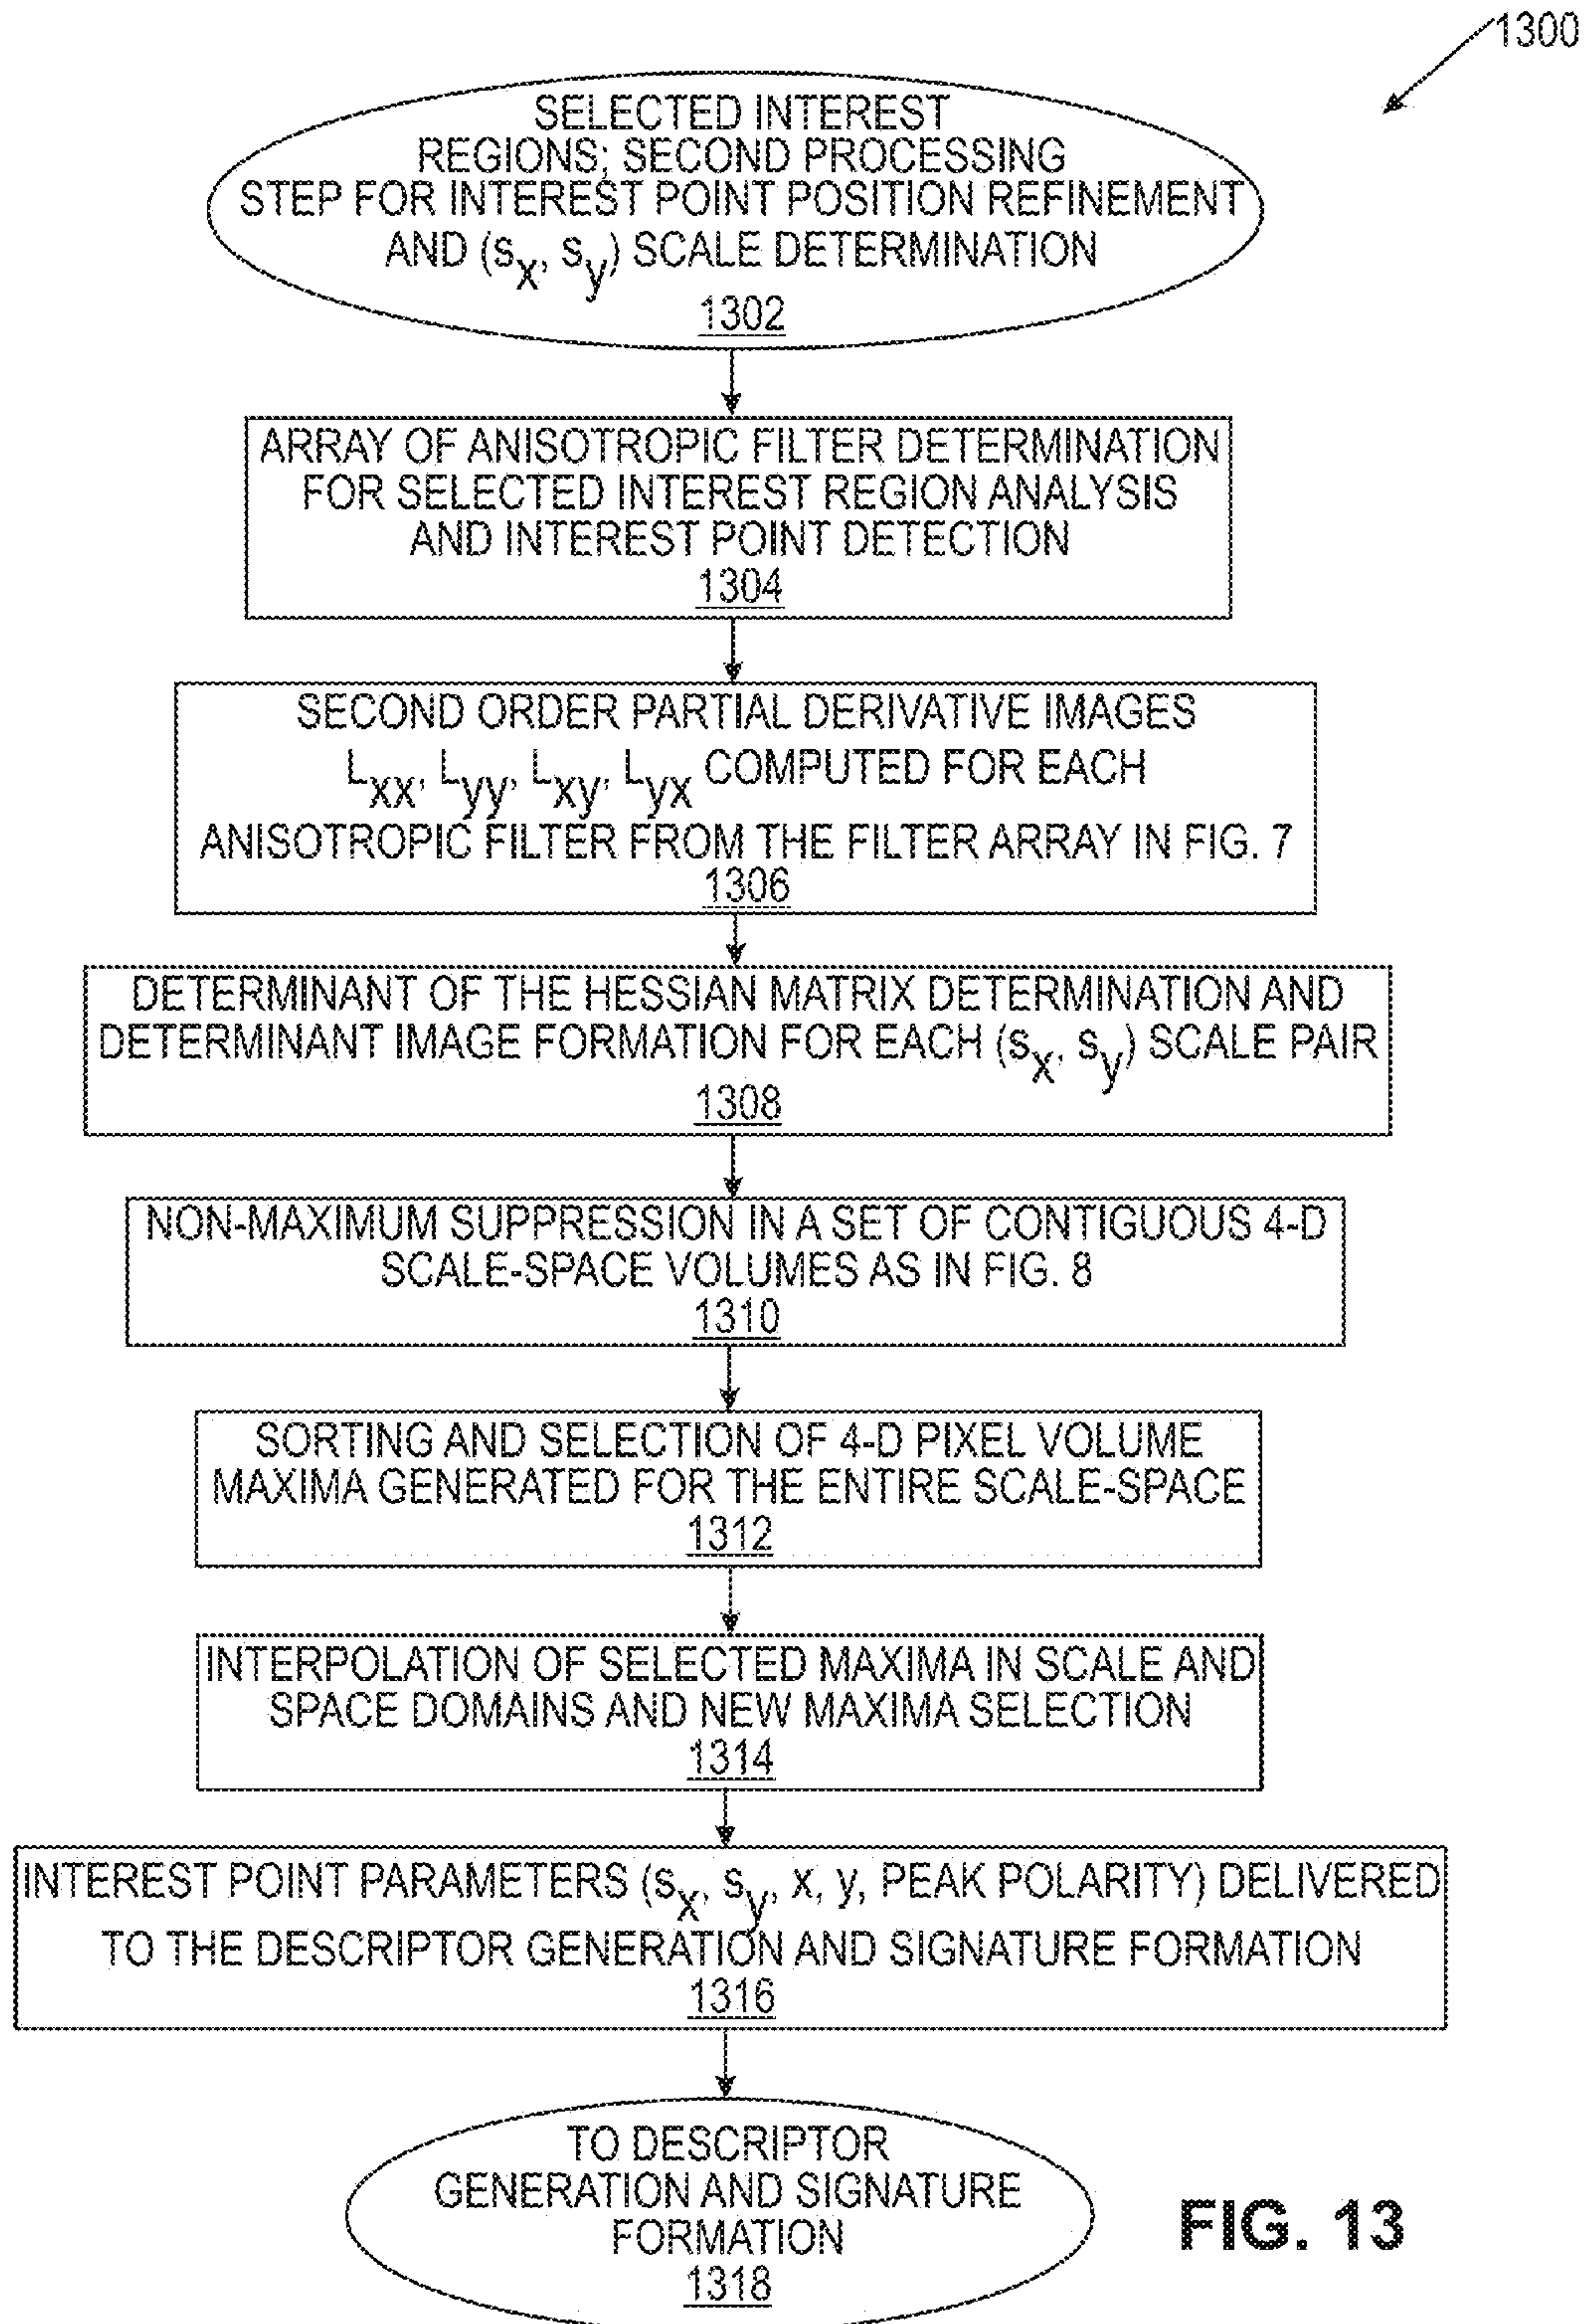 1300
SELECTED INTEREST
REGIONS; SECOND PROCESSING
STEP FOR INTEREST POINT POSITION REFINEMENT
AND (sx, sy) SCALE DETERMINATION
1302
ARRAY OF ANISOTROPIC FILTER DETERMINATION
FOR SELECTED INTEREST REGION ANALYSIS
AND INTEREST POINT DETECTION
1304
SECOND ORDER PARTIAL DERIVATIVE IMAGES
Lxx, Lyy, Lxy, Lyx COMPUTED FOR EACH
ANISOTROPIC FILTER FROM THE FILTER ARRAY IN FIG. 7
1306
DETERMINANT OF THE HESSIAN MATRIX DETERMINATION AND
DETERMINANT IMAGE FORMATION FOR EACH (sx, sy) SCALE PAIR
1308
NON-MAXIMUM SUPPRESSION IN A SET OF CONTIGUOUS 4-D
SCALE-SPACE VOLUMES AS IN FIG. 8
1310
SORTING AND SELECTION OF 4-D PIXEL VOLUME
MAXIMA GENERATED FOR THE ENTIRE SCALE-SPACE
1312
INTERPOLATION OF SELECTED MAXIMA IN SCALE AND
SPACE DOMAINS AND NEW MAXIMA SELECTION
1314
INTEREST POINT PARAMETERS (sx, sy, x, y, PEAK POLARITY) DELIVERED
TO THE DESCRIPTOR GENERATION AND SIGNATURE FORMATION
1316
TO DESCRIPTOR
GENERATION AND SIGNATURE
FORMATION
1318
FIG. 13